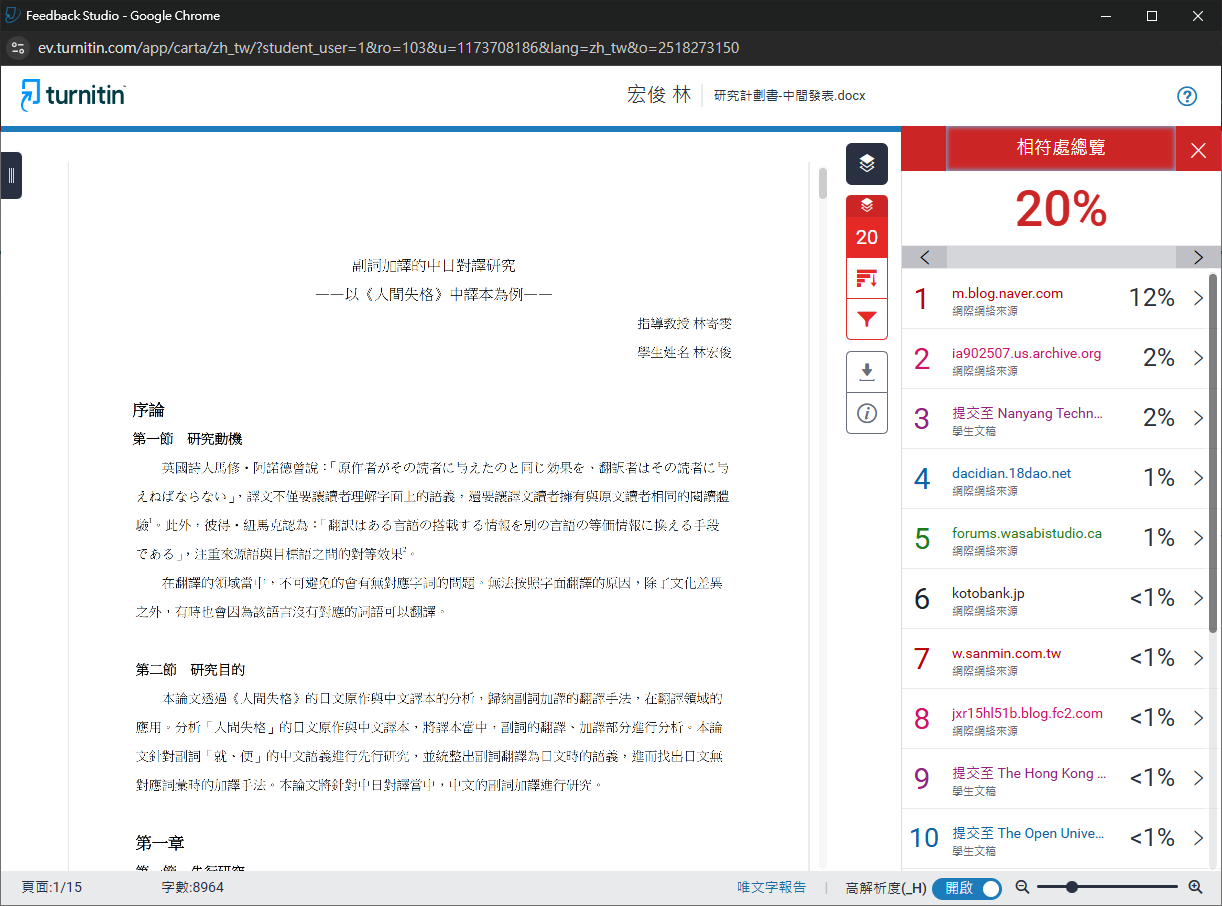 Feedback Studio - Google Chrome
ev.turnitin.com/app/carta/zh_tw/?student_user=1&ro=103&u=1173708186&lang=zh_tw&o=2518273150
turnitin
宏俊 林
研究計劃書-中間發表.docx
副詞加譯的中日對譯研究
——以《人間失格》中譯本為例——
指導教授 林寄雯
學生姓名 林宏俊
序論
第一節 研究動機
英國詩人馬修・阿諾德曾說：「原作者がその読者に与えたのと同じ効果を、翻訳者はその読者に与
えねばならない」，譯文不僅要讓讀者理解字面上的語義，還要讓譯文讀者擁有與原文讀者相同的閱讀體
驗1。此外，彼得・紐馬克認為：「翻訳はある言語の搭載する情報を別の言語の等価情報に換える手段
である」，注重來源語與目標語之間的對等效果2。
在翻譯的領域當中，不可避免的會有無對應字詞的問題。無法按照字面翻譯的原因，除了文化差異
之外，有時也會因為該語言沒有對應的詞語可以翻譯。
第二節 研究目的
本論文透過《人間失格》的日文原作與中文譯本的分析，歸納副詞加譯的翻譯手法，在翻譯領域的
應用。分析「人間失格」的日文原作與中文譯本，將譯本當中，副詞的翻譯、加譯部分進行分析。本論
文針對副詞「就、便」的中文語義進行先行研究，並統整出副詞翻譯為日文時的語義，進而找出日文無
對應詞彙時的加譯手法。本論文將針對中日對譯當中，中文的副詞加譯進行研究。
第一章
第一節 先行研究
20
相符處總覽
20%
1 m.blog.naver.com 12%
網際網絡來源
2 ia902507.us.archive.org 2%
網際網絡來源
3 提交至 Nanyang Techn... 2%
學生文稿
4 dacidian.18dao.net 1%
網際網絡來源
5 forums.wasabistudio.ca 1%
網際網絡來源
6 kotobank.jp <1%
網際網絡來源
7 w.sanmin.com.tw <1%
網際網絡來源
8 jxr15hl51b.blog.fc2.com <1%
網際網絡來源
9 提交至 The Hong Kong ... <1%
學生文稿
10 提交至 The Open Unive... <1%
學生文稿
頁面:1/15
字數:8964
唯文字報告 | 高解析度(_H) 開啟